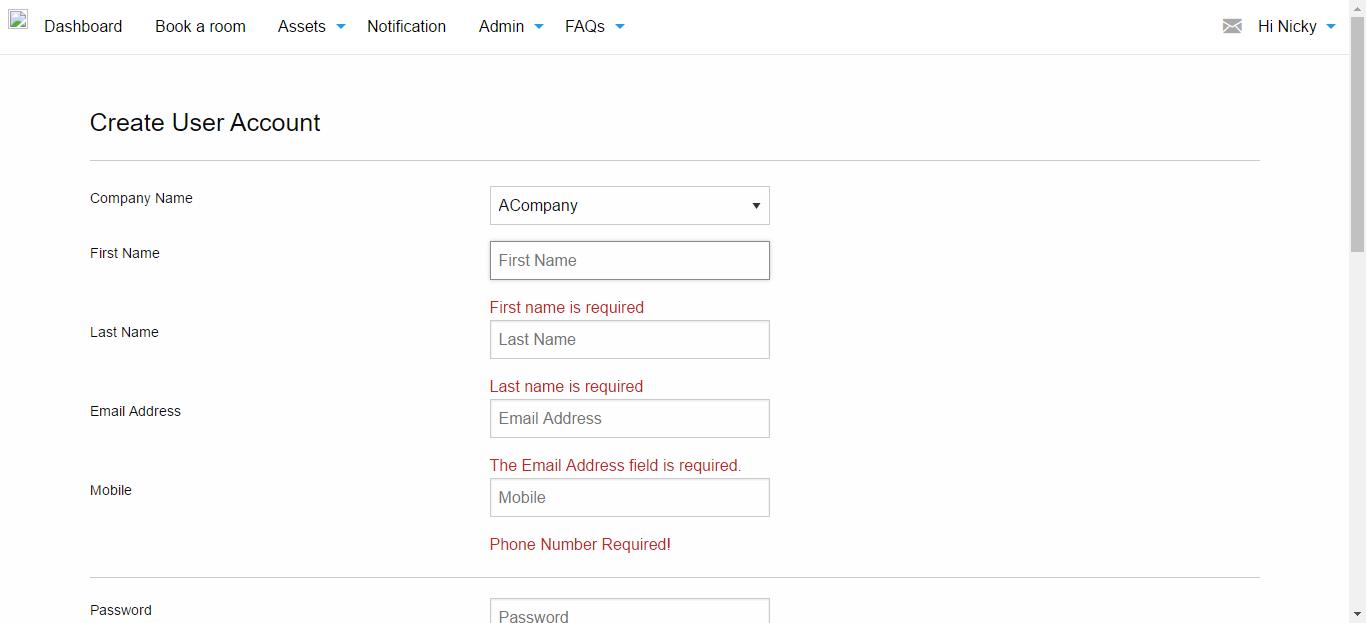 Dashboard Book a room Assets Notification Admin FAQs Hi Nicky
Create User Account
Company Name ACompany
First Name First Name
First name is required
Last Name Last Name
Last name is required
Email Address Email Address
The Email Address field is required.
Mobile Mobile
Phone Number Required!
Password Password